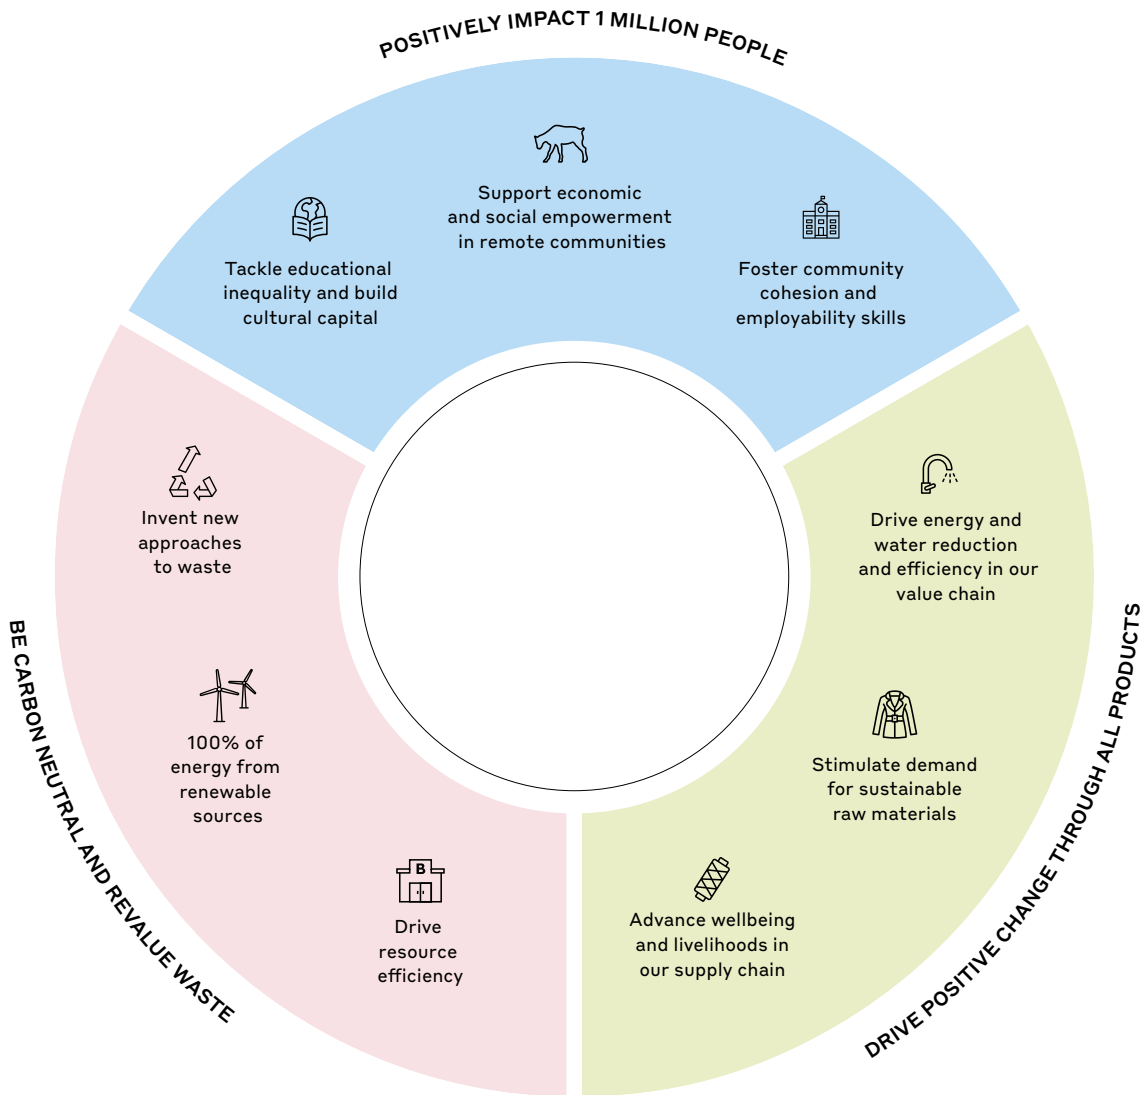 POSITIVELY IMPACT 1 MILLION PEOPLE
Support economic
and social empowerment
in remote communities
Tackle educational
inequality and build
cultural capital
Foster community
cohesion and
employability skills
Invent new
approaches
to waste
100% of
energy from
renewable
sources
B
Drive
resource
efficiency
BE CARBON NEUTRAL AND REVALUE WASTE
Drive energy and
water reduction
and efficiency in our
value chain
Stimulate demand
for sustainable
raw materials
Advance wellbeing
and livelihoods in
our supply chain
DRIVE POSITIVE CHANGE THROUGH ALL PRODUCTS